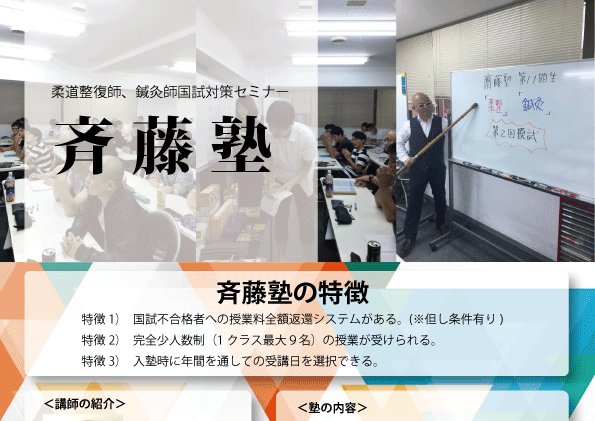 柔道整復師、鍼灸師国試対策セミナー
斉藤塾
斉藤塾 第11期生
「柔整」「鍼灸」
第2回模試
斉藤塾の特徴
特徴 1） 国試不合格者への授業料全額返還システムがある。(※但し条件有り)
特徴 2） 完全少人数制（1 クラス最大 9 名）の授業が受けられる。
特徴 3） 入塾時に年間を通しての受講日を選択できる。
＜講師の紹介＞
＜塾の内容＞